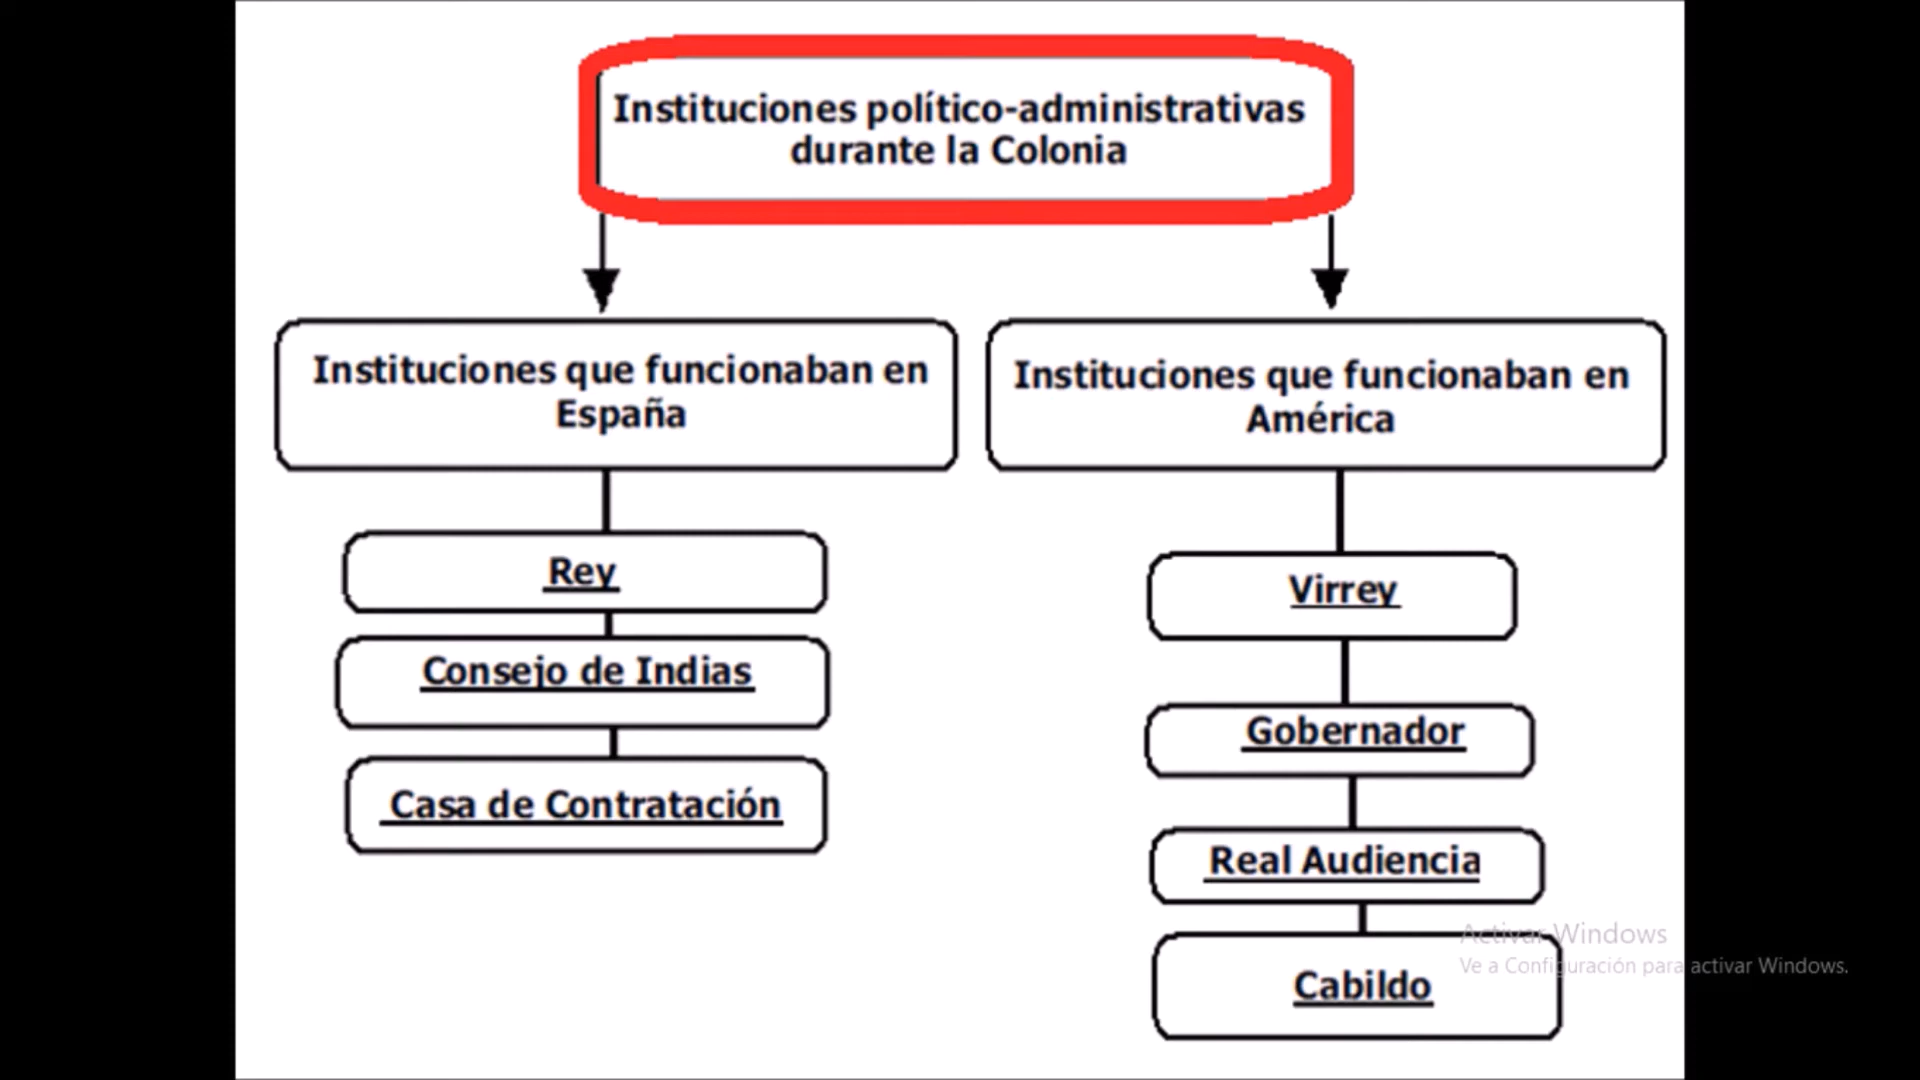 Instituciones político-administrativas
durante la Colonia
Instituciones que funcionaban en
España
Instituciones que funcionaban en
América
Rey
Consejo de Indias
Casa de Contratación
Virrey
Gobernador
Real Audiencia
Cabildo
Activar Windows
Ve a Configuración para activar Windows.